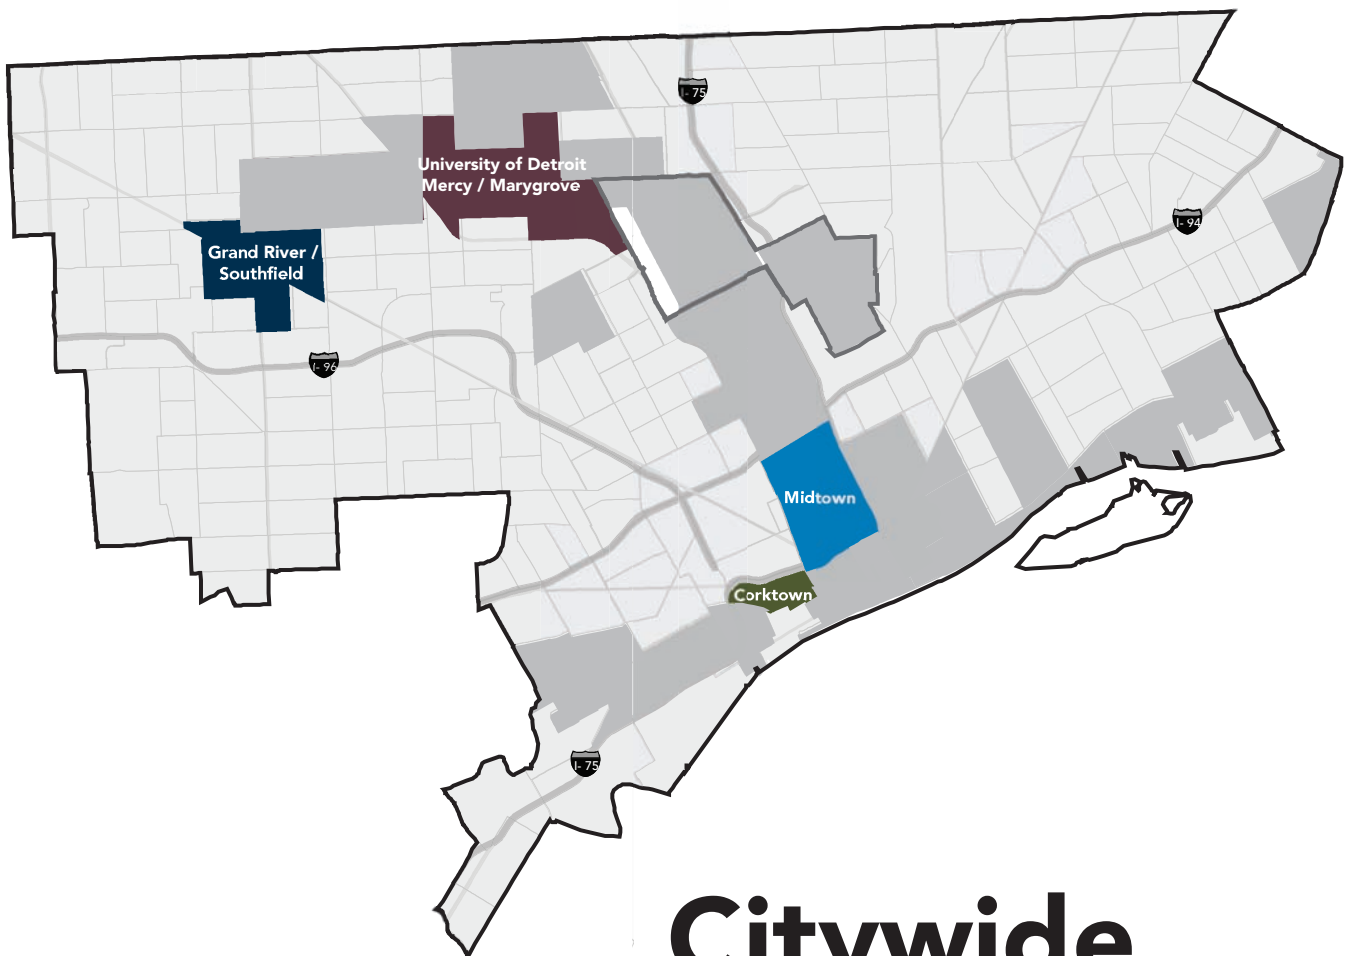 I- 75
University of Detroit
Mercy / Marygrove
I- 94
Grand River /
Southfield
I- 96
Midtown
Corktown
I- 75
Citywide